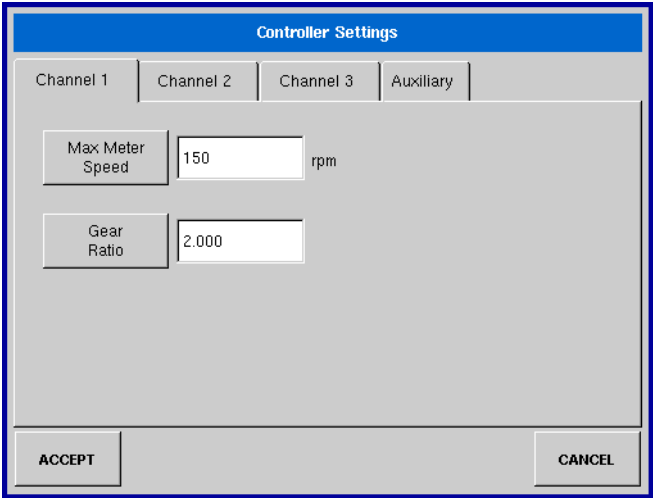 Controller Settings
Channel 1 Channel 2 Channel 3 Auxiliary
Max Meter
Speed
150 rpm
Gear
Ratio
2.000
ACCEPT CANCEL